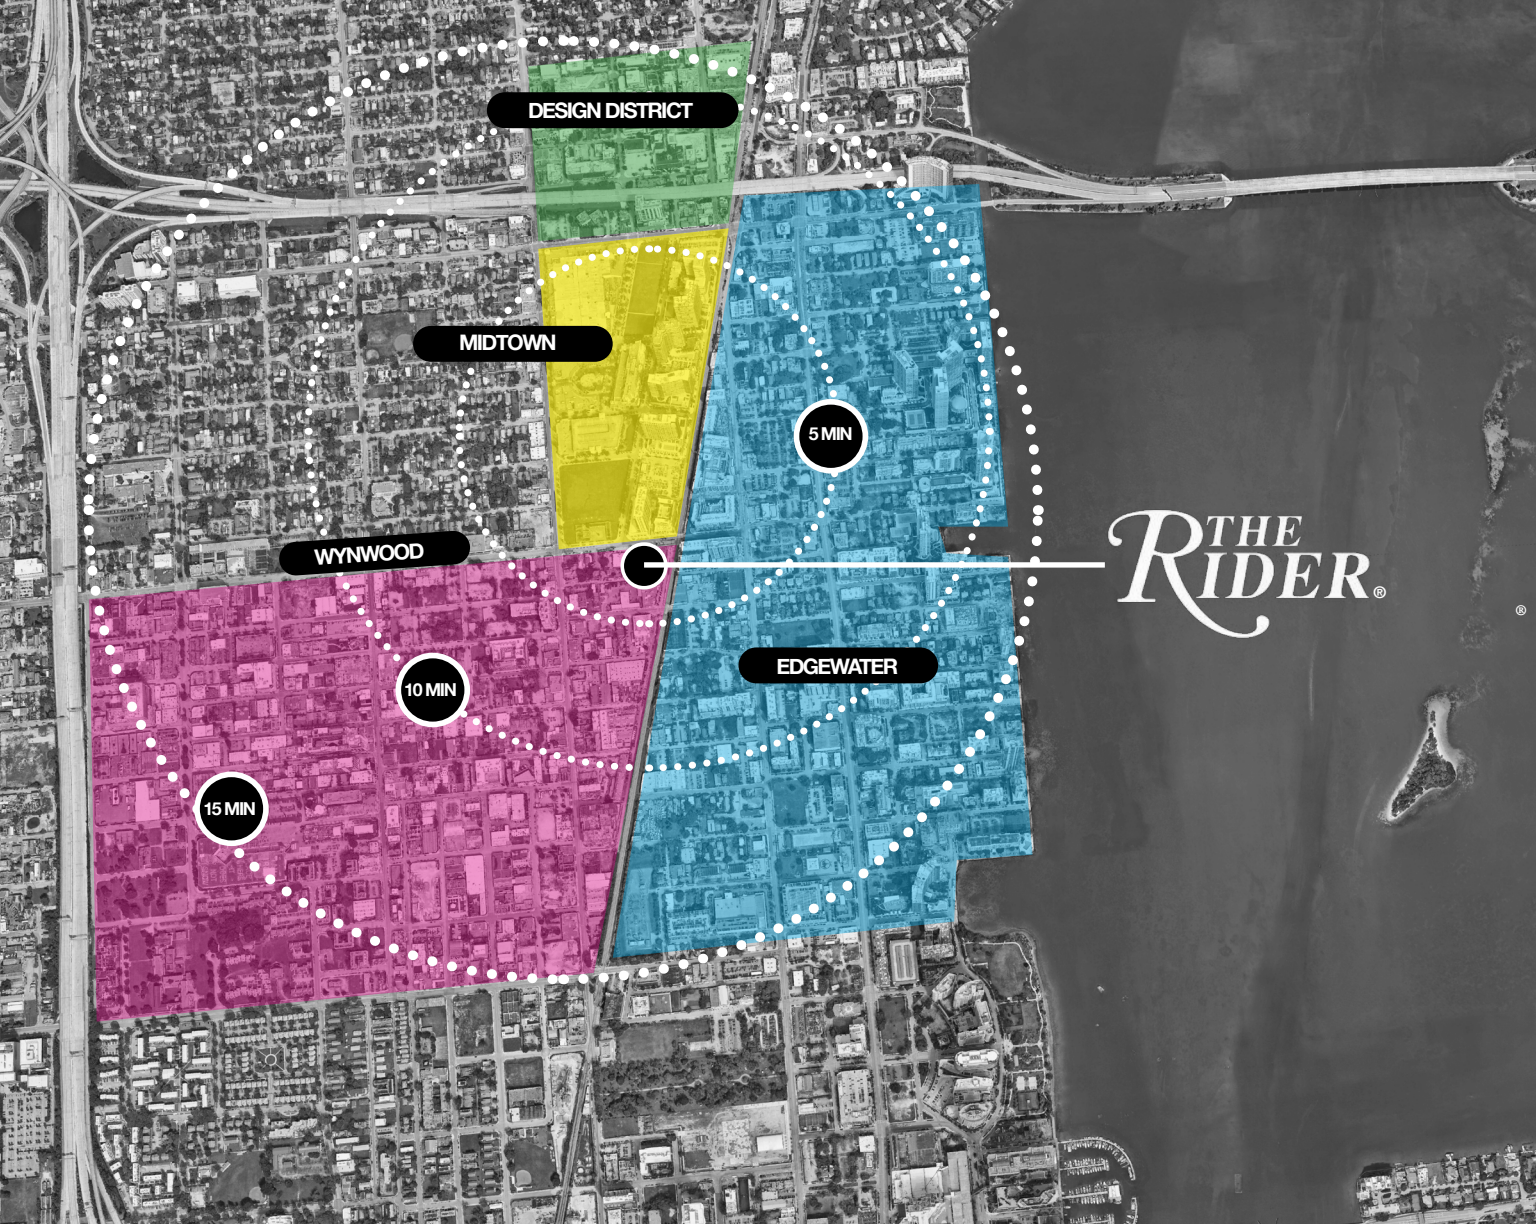 DESIGN DISTRICT
MIDTOWN
5 MIN
THE
RIDER®
®
WYNWOOD
EDGEWATER
10 MIN
15 MIN